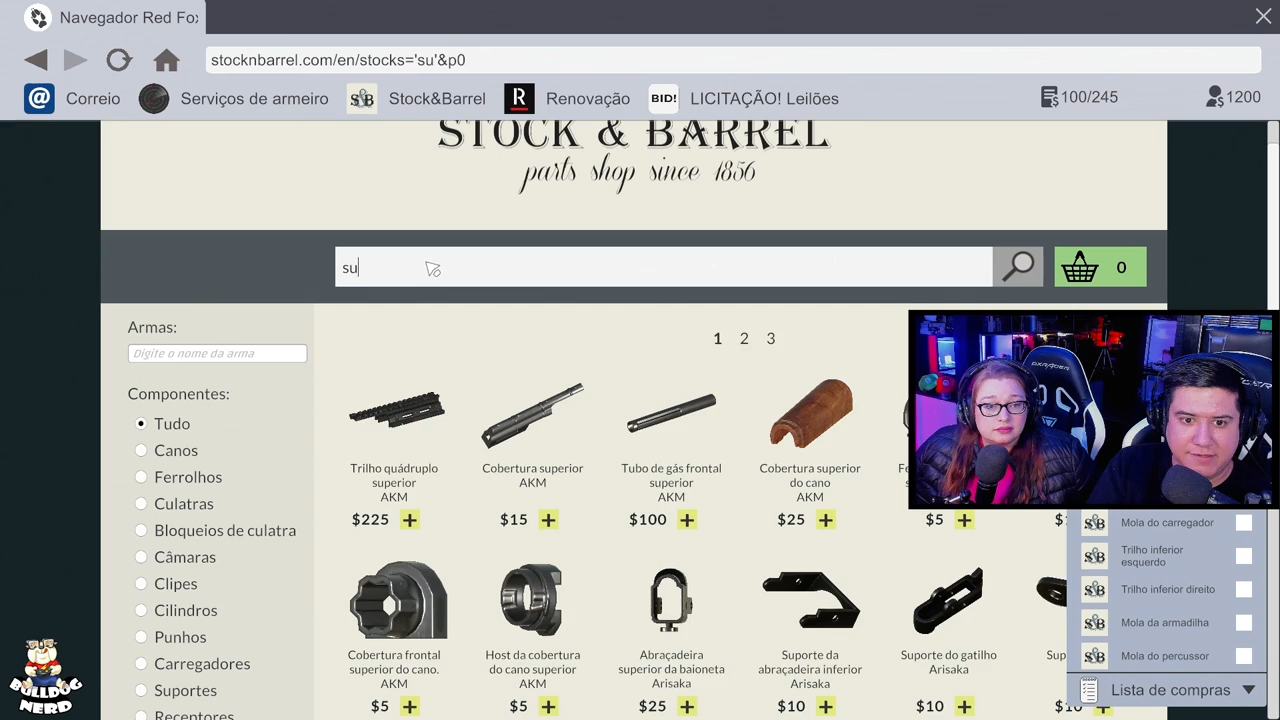 Navegador Red Fo
stocknbarrel.com/en/stocks='su'&p0
@ Correio
Serviços de armeiro
S&B Stock&Barrel
R Renovação
BID! LICITAÇÃO! Leilões
100/245
1200
STOCK & BARREL
parts shop since 1856
su
0
Armas:
Digite o nome da arma
Componentes:
Tudo
Canos
Ferrolhos
Culatras
Bloqueios de culatra
Câmaras
Clipes
Cilindros
Punhos
Carregadores
Suportes
Receptores
1 2 3
Trilho quádruplo
superior
AKM
$225 +
Cobertura superior
AKM
$15 +
Tubo de gás frontal
superior
AKM
$100 +
Cobertura superior
do cano
AKM
$25 +
$5 +
Cobertura frontal
superior do cano.
AKM
$5 +
Host da cobertura
do cano superior
AKM
$5 +
Abraçadeira
superior da baioneta
Arisaka
$25 +
Suporte da
abraçadeira inferior
Arisaka
$10 +
Suporte do gatilho
Arisaka
$10 +
S&B Mola do carregador
S&B Trilho inferior
esquerdo
S&B Trilho inferior direito
S&B Mola da armadilha
S&B Mola do percussor
Lista de compras
BULLDOG
NERD